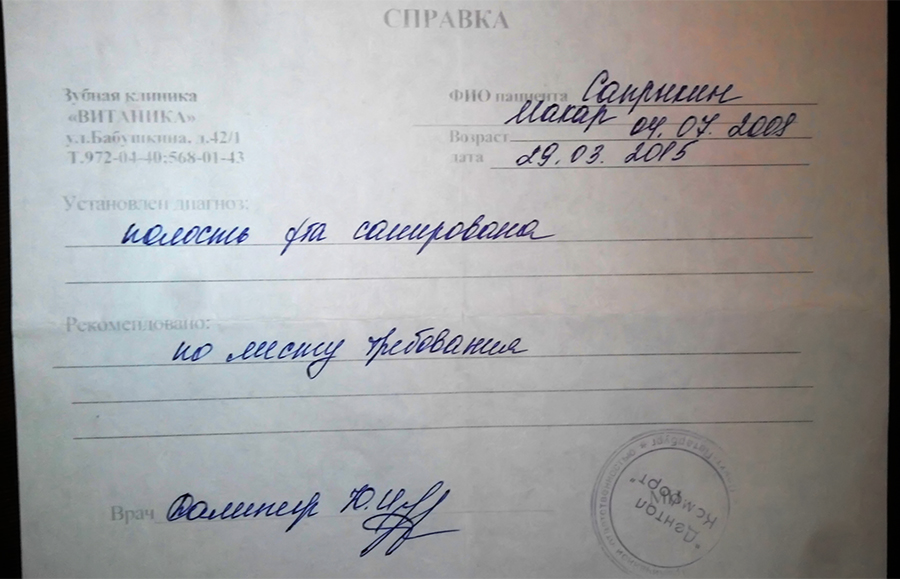 СПРАВКА
Зубная клиника
«ВИТАНИКА»
ул.Бабушкина, д.42/1
Т.972-04-40;568-01-43
ФИО пациента Сапрыкин
Макар
Возраст 04.07.2008
дата 29.03.2015
Установлен диагноз:
полость рта санирована
Рекомендовано:
по месту требования
Врач Ю.И.
"Дентал
Комфорт"